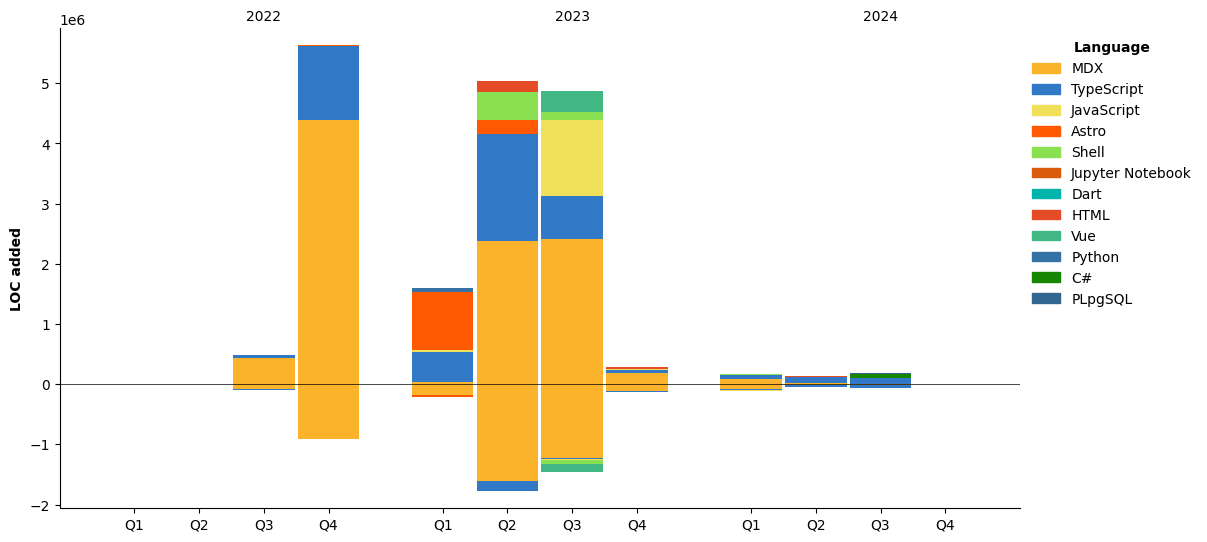 1e6
2022 2023 2024
LOC added
5
4
3
2
1
0
−1
−2
Q1 Q2 Q3 Q4 Q1 Q2 Q3 Q4 Q1 Q2 Q3 Q4
Language
MDX
TypeScript
JavaScript
Astro
Shell
Jupyter Notebook
Dart
HTML
Vue
Python
C#
PLpgSQL